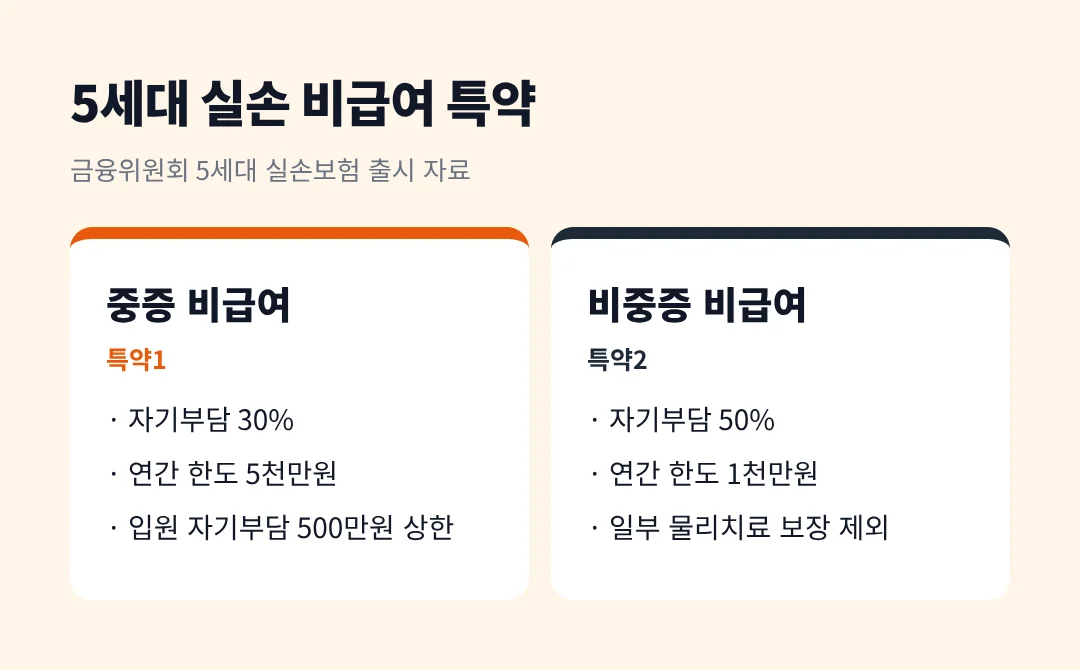 5세대 실손 비급여 특약
금융위원회 5세대 실손보험 출시 자료
중증 비급여
특약1
· 자기부담 30%
· 연간 한도 5천만원
· 입원 자기부담 500만원 상한
비중증 비급여
특약2
· 자기부담 50%
· 연간 한도 1천만원
· 일부 물리치료 보장 제외